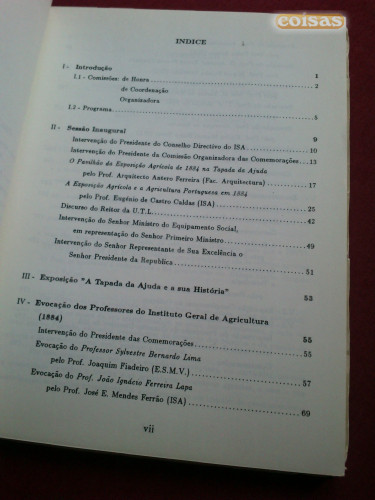 coisas
INDICE
I - Introdução 1
I.1 - Comissões: de Honra 2
de Coordenação
Organizadora
I.2 - Programa 5
II - Sessão Inaugural 9
Intervenção do Presidente do Conselho Directivo do ISA 10
Intervenção do Presidente da Comissão Organizadora das Comemorações 13
O Pavilhão de Exposição Agrícola de 1884 na Tapada da Ajuda
pelo Prof. Arquitecto Antero Ferreira (Fac. Arquitectura) 17
A Exposição Agrícola e a Agricultura Portuguesa em 1884
pelo Prof. Eugénio de Castro Caldas (ISA) 25
Discurso do Reitor da U.T.L. 42
Intervenção do Senhor Ministro do Equipamento Social,
em representação do Senhor Primeiro Ministro 49
Intervenção do Senhor Representante de Sua Excelência o
Senhor Presidente da Republica 51
III - Exposição "A Tapada da Ajuda e a sua História" 53
IV - Evocação dos Professores do Instituto Geral de Agricultura
(1884) 55
Intervenção do Presidente das Comemorações 55
Evocação do Professor Sylvestre Bernardo Lima
pelo Prof. Joaquim Fiadeiro (E.S.M.V.) 57
Evocação do Prof. João Ignácio Ferreira Lapa
pelo Prof. José E. Mendes Ferrão (ISA) 69
vii